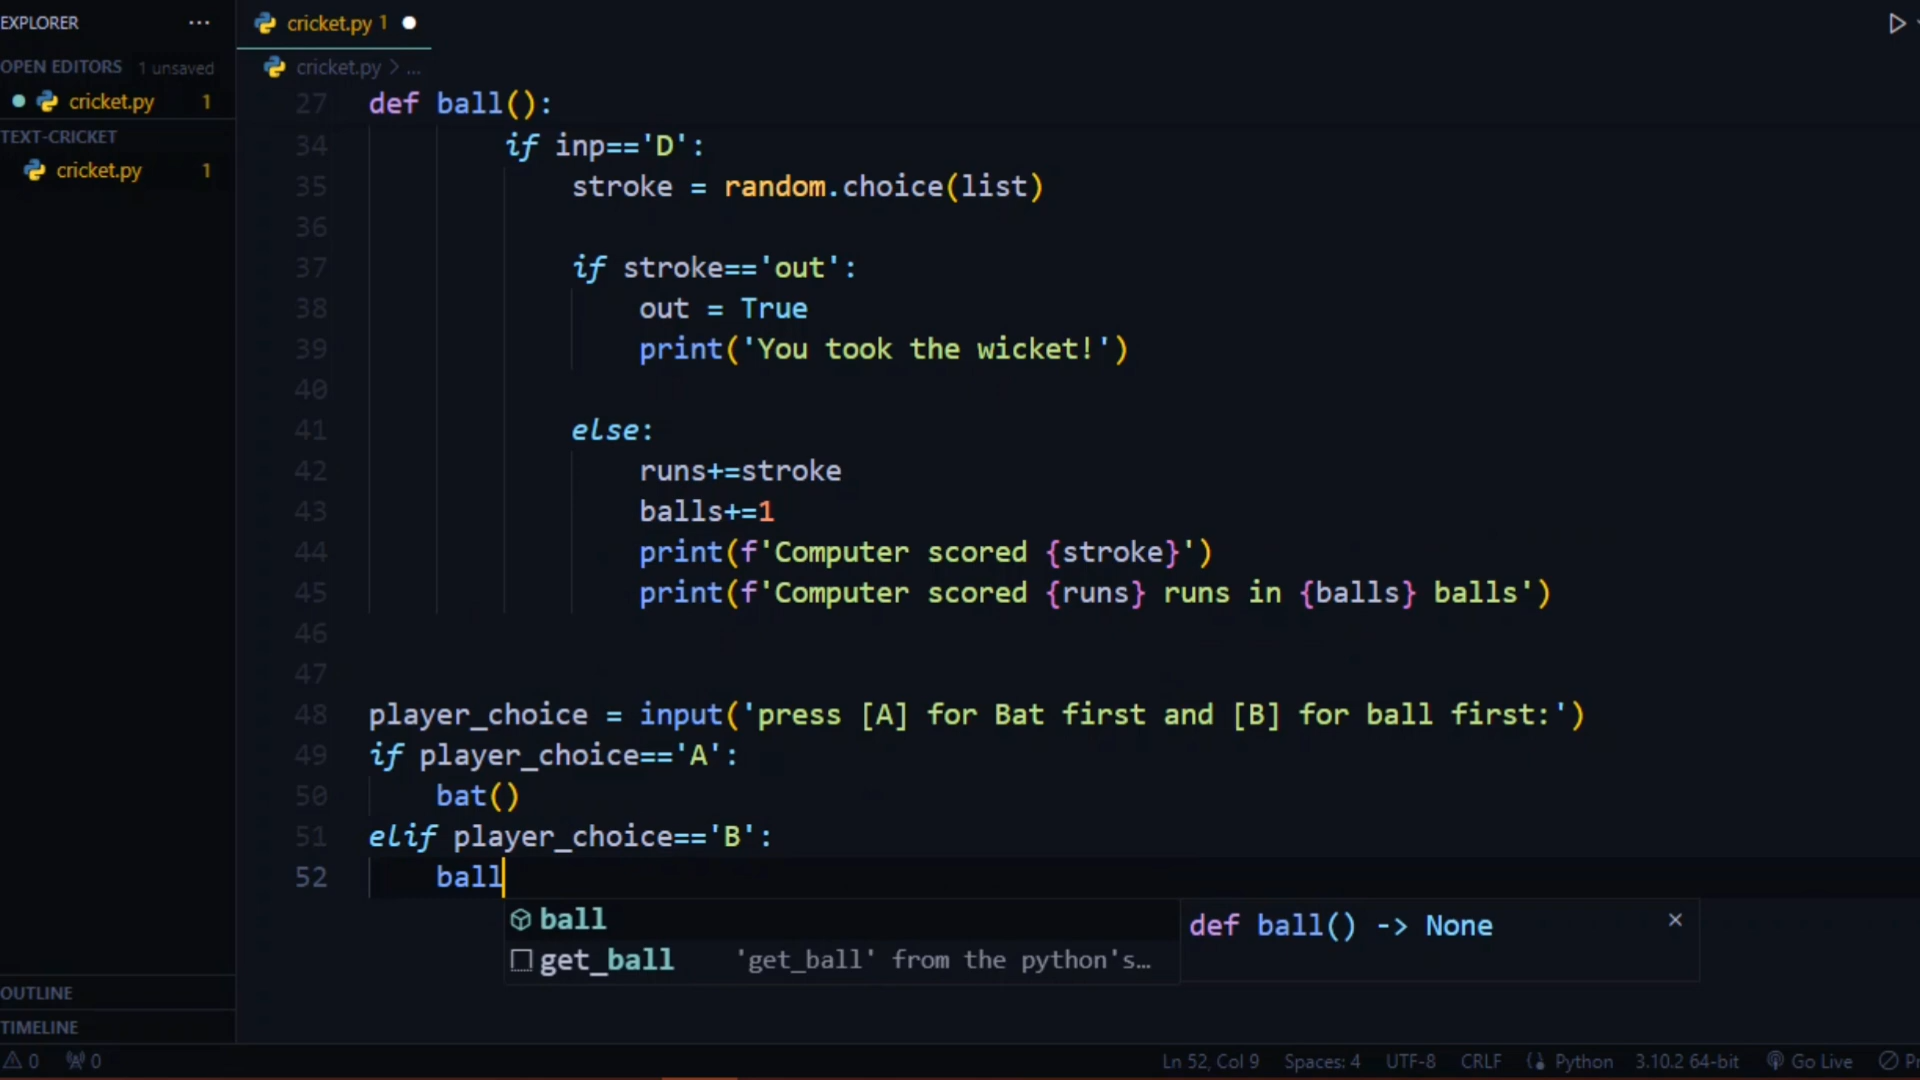 EXPLORER ...
cricket.py 1
OPEN EDITORS 1 unsaved
cricket.py > ...
cricket.py 1
TEXT-CRICKET
cricket.py 1
27 def ball():
34 if inp=='D':
35 stroke = random.choice(list)
36
37 if stroke=='out':
38 out = True
39 print('You took the wicket!')
40
41 else:
42 runs+=stroke
43 balls+=1
44 print(f'Computer scored {stroke}')
45 print(f'Computer scored {runs} runs in {balls} balls')
46
47
48 player_choice = input('press [A] for Bat first and [B] for ball first:')
49 if player_choice=='A':
50 bat()
51 elif player_choice=='B':
52 ball
ball
def ball() -> None ×
get_ball 'get_ball' from the python's...
OUTLINE
TIMELINE
0 0 Ln 52, Col 9 Spaces: 4 UTF-8 CRLF Python 3.10.2 64-bit Go Live